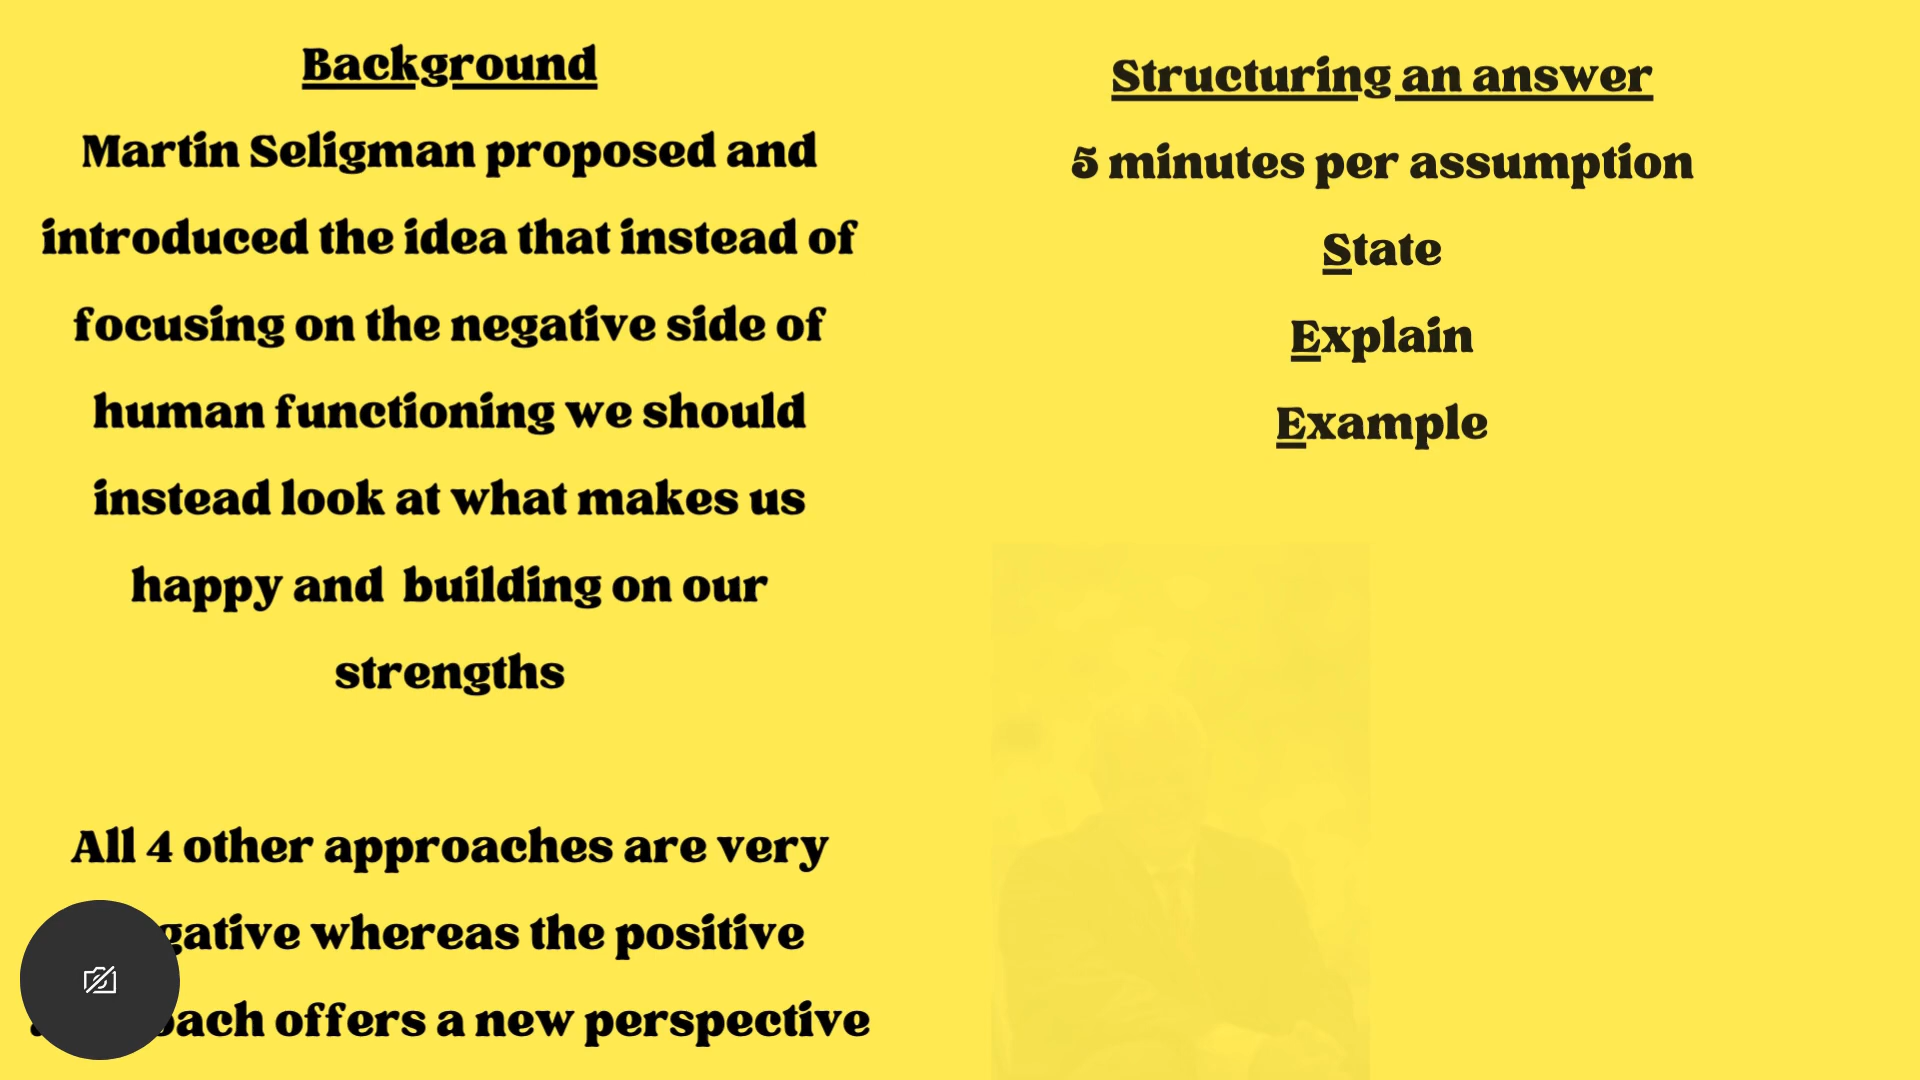 Background
Martin Seligman proposed and
introduced the idea that instead of
focusing on the negative side of
human functioning we should
instead look at what makes us
happy and building on our
strengths
All 4 other approaches are very
whereas the positive
offers a new perspective
Structuring an answer
5 minutes per assumption
State
Explain
Example